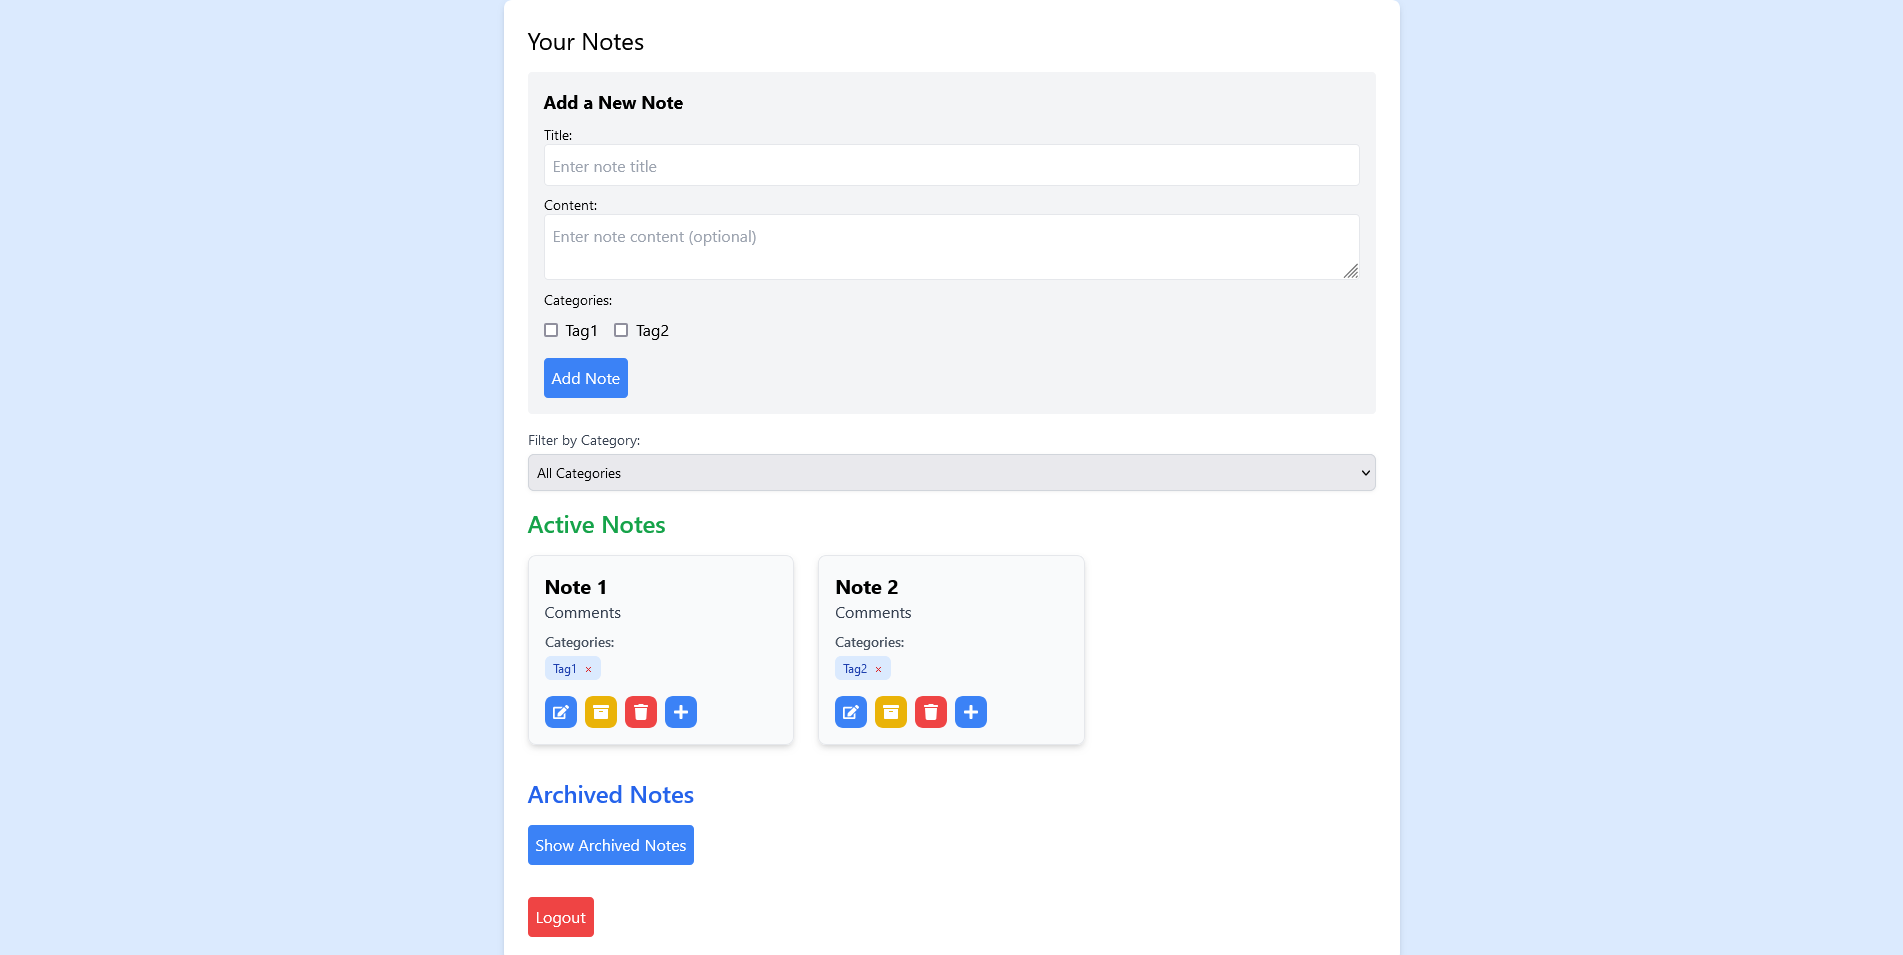 Your Notes
Add a New Note
Title:
Enter note title
Content:
Enter note content (optional)
Categories:
Tag1 Tag2
Add Note
Filter by Category:
All Categories
Active Notes
Note 1
Comments
Categories:
Tag1 ×
Note 2
Comments
Categories:
Tag2 ×
Archived Notes
Show Archived Notes
Logout